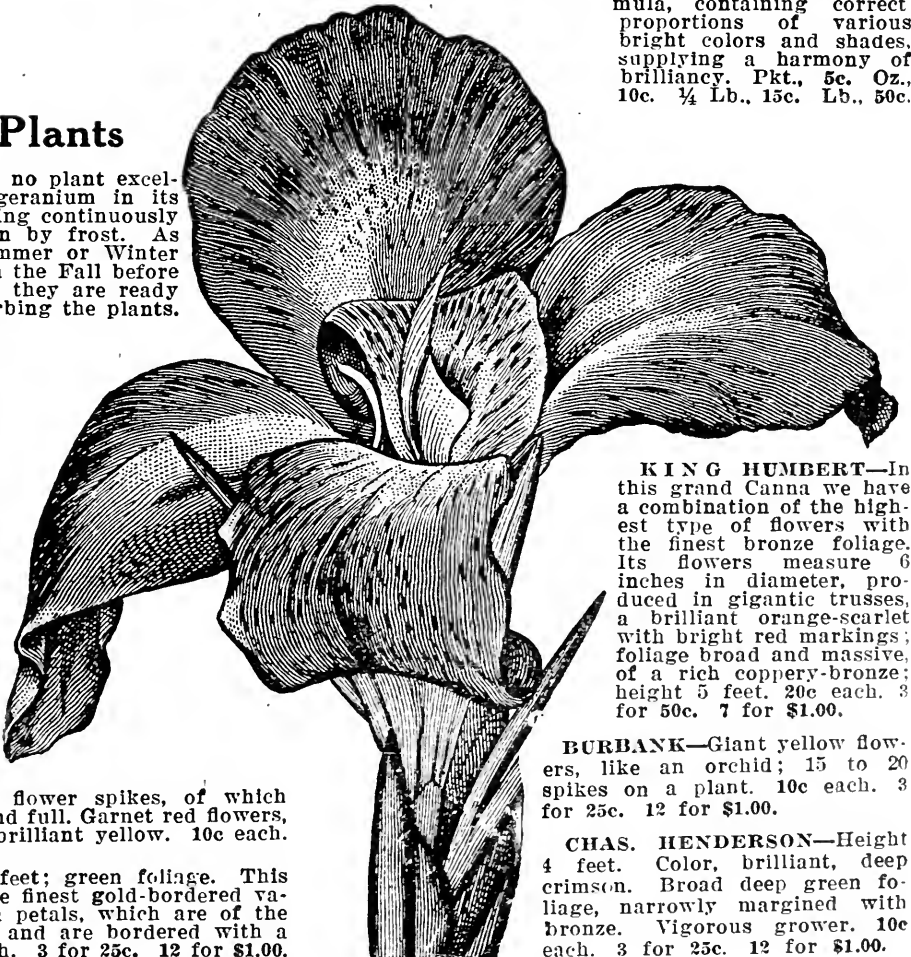 mula, containing correct
proportions of various
bright colors and shades,
supplying a harmony of
brilliancy. Pkt., 5c. Oz.,
10c. ¼ Lb., 15c. Lb., 50c.
Plants
no plant excel-
geranium in its
ing continuously
n by frost. As
mmer or Winter
the Fall before
they are ready
bing the plants.
KING HUMBERT—In
this grand Canna we have
a combination of the high-
est type of flowers with
the finest bronze foliage.
Its flowers measure 6
inches in diameter, pro-
duced in gigantic trusses,
a brilliant orange-scarlet
with bright red markings;
foliage broad and massive,
of a rich coppery-bronze;
height 5 feet. 20c each. 3
for 50c. 7 for $1.00.
BURBANK—Giant yellow flow-
ers, like an orchid; 15 to 20
spikes on a plant. 10c each. 3
for 25c. 12 for $1.00.
CHAS. HENDERSON—Height
4 feet. Color, brilliant, deep
crimson. Broad deep green fo-
liage, narrowly margined with
bronze. Vigorous grower. 10c
each. 3 for 25c. 12 for $1.00.
flower spikes, of which
nd full. Garnet red flowers,
brilliant yellow. 10c each.
feet; green foliage. This
e finest gold-bordered va-
petals, which are of the
and are bordered with a
h. 3 for 25c. 12 for $1.00.